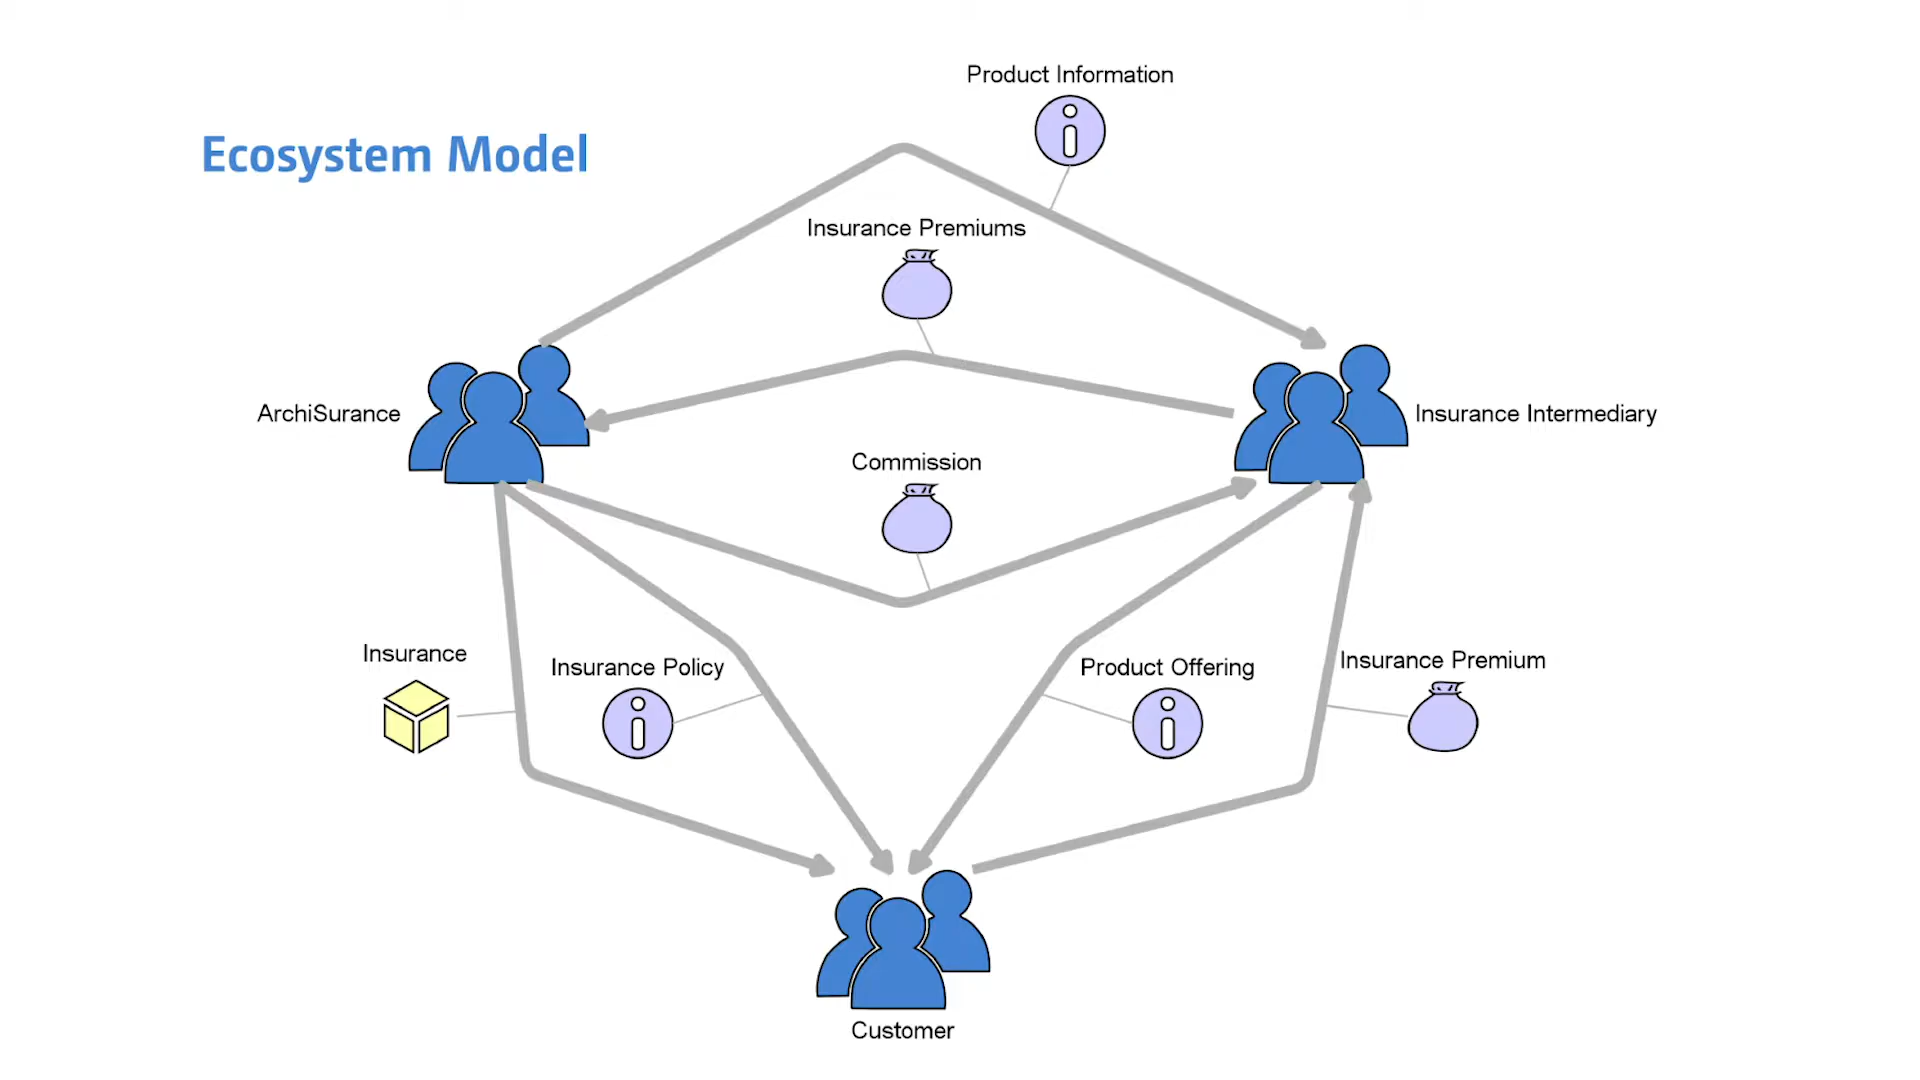 Product Information
Ecosystem Model
Insurance Premiums
ArchiSurance
Insurance Intermediary
Commission
Insurance
Insurance Policy
Product Offering
Insurance Premium
Customer